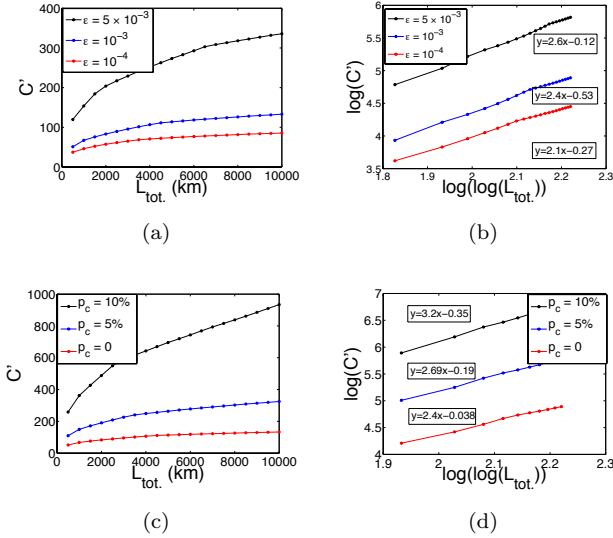 400
300
200
100
0
C'
ε = 5 × 10⁻³
ε = 10⁻³
ε = 10⁻⁴
0 2000 4000 6000 8000 10000
L_tot. (km)
(a)
6
5.5
5
4.5
4
3.5
log(C')
ε = 5 × 10⁻³
ε = 10⁻³
ε = 10⁻⁴
y=2.6x−0.12
y=2.4x−0.53
y=2.1x−0.27
1.8 1.9 2 2.1 2.2 2.3
log(log(L_tot.))
(b)
1000
800
600
400
200
0
C'
p_c = 10%
p_c = 5%
p_c = 0
0 2000 4000 6000 8000 10000
L_tot. (km)
(c)
7
6.5
6
5.5
5
4.5
4
log(C')
p_c = 10%
p_c = 5%
p_c = 0
y=3.2x−0.35
y=2.69x−0.19
y=2.4x−0.038
1.9 2 2.1 2.2 2.3
log(log(L_tot.))
(d)